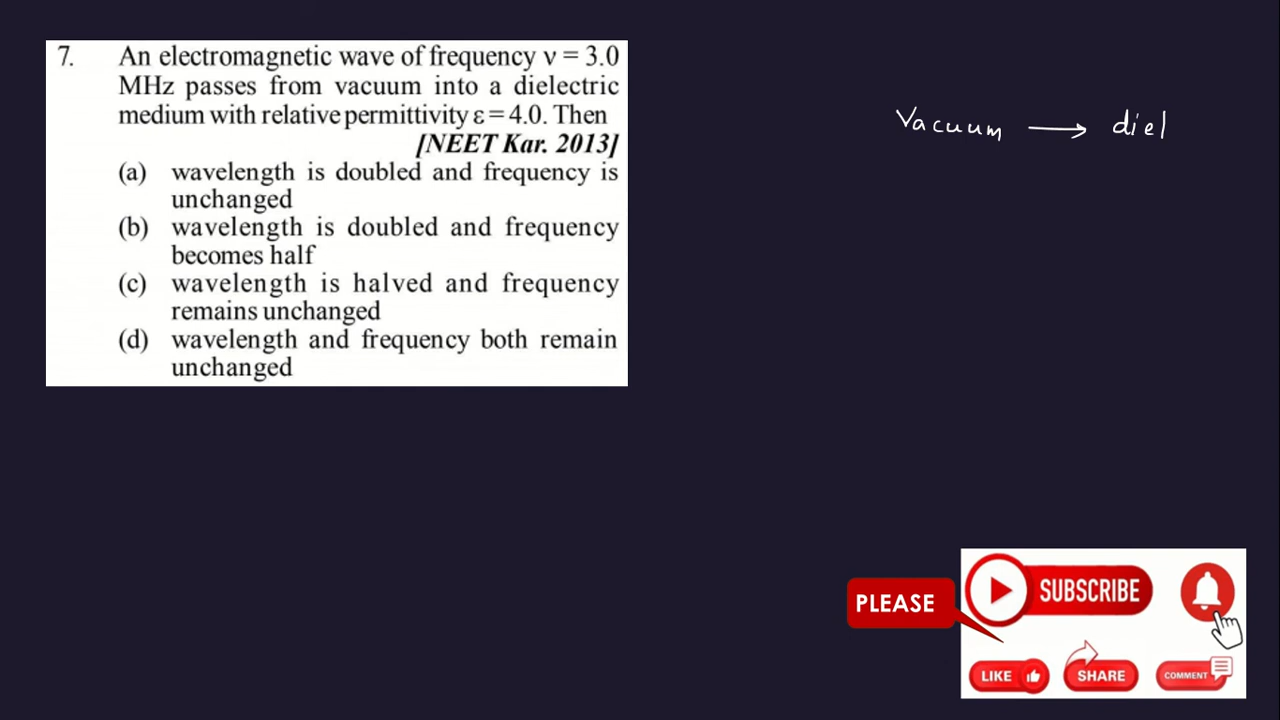 7. An electromagnetic wave of frequency ν = 3.0
MHz passes from vacuum into a dielectric
medium with relative permittivity ε = 4.0. Then
[NEET Kar. 2013]
(a) wavelength is doubled and frequency is
unchanged
(b) wavelength is doubled and frequency
becomes half
(c) wavelength is halved and frequency
remains unchanged
(d) wavelength and frequency both remain
unchanged
Vacuum ⟶ diel
PLEASE
SUBSCRIBE
LIKE
SHARE
COMMENT